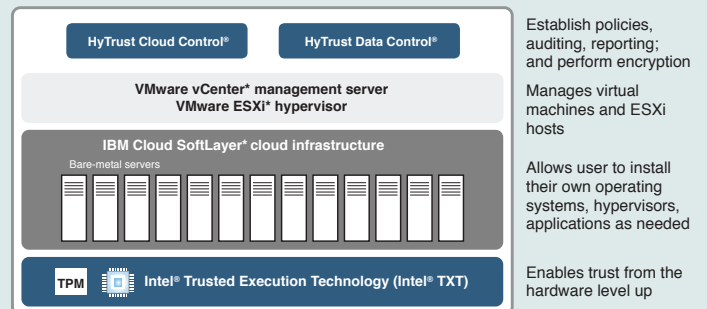 HyTrust Cloud Control®
HyTrust Data Control®
Establish policies,
auditing, reporting;
and perform encryption
VMware vCenter* management server
VMware ESXi* hypervisor
Manages virtual
machines and ESXi
hosts
IBM Cloud SoftLayer* cloud infrastructure
Bare-metal servers
Allows user to install
their own operating
systems, hypervisors,
applications as needed
TPM
Intel® Trusted Execution Technology (Intel® TXT)
Enables trust from the
hardware level up